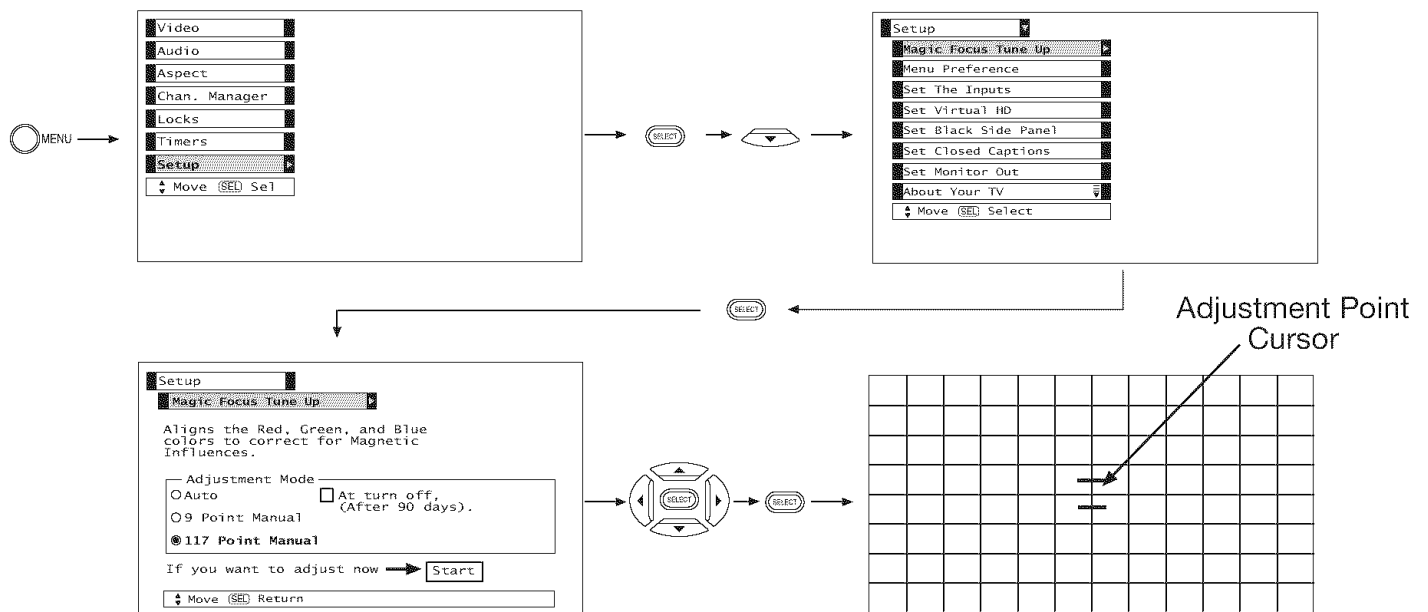 MENU
Video
Audio
Aspect
Chan. Manager
Locks
Timers
Setup
Move SEL Sel
SELECT
Setup
Magic Focus Tune Up
Menu Preference
Set The Inputs
Set Virtual HD
Set Black Side Panel
Set Closed Captions
Set Monitor Out
About Your TV
Move SEL Select
SELECT
Adjustment Point
Cursor
Setup
Magic Focus Tune Up
Aligns the Red, Green, and Blue
colors to correct for Magnetic
Influences.
Adjustment Mode
Auto
At turn off,
(After 90 days).
9 Point Manual
117 Point Manual
If you want to adjust now Start
Move SEL Return
SELECT
SELECT